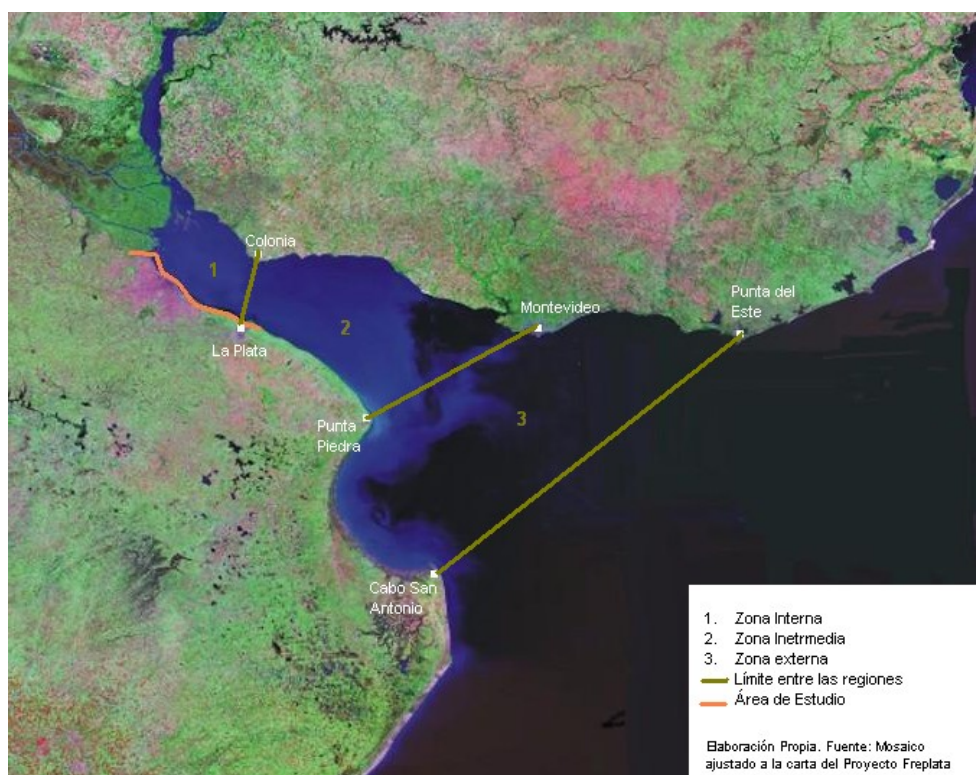 Colonia
1
2
La Plata
Montevideo
Punta del
Este
Punta
Piedra
3
Cabo San
Antonio
1. Zona Interna
2. Zona Inetrmedia
3. Zona externa
Límite entre las regiones
Área de Estudio
Elaboración Propia. Fuente: Mosaico
ajustado a la carta del Proyecto Freplata